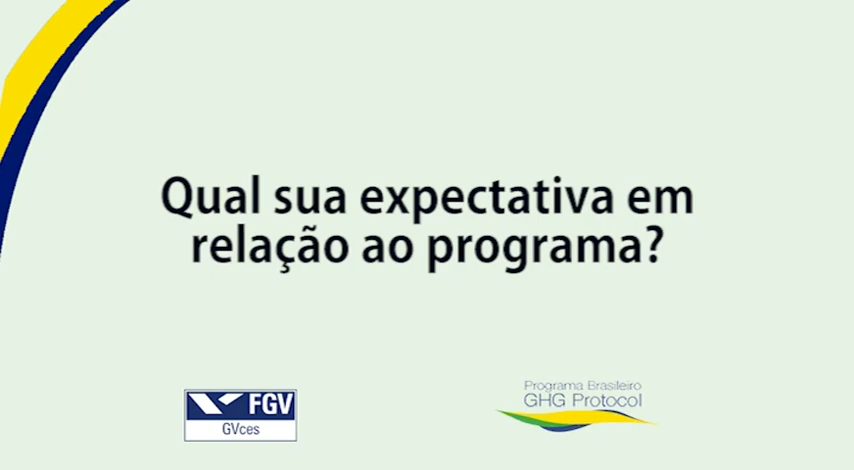 Qual sua expectativa em
relação ao programa?
FGV
GVces
Programa Brasileiro
GHG Protocol